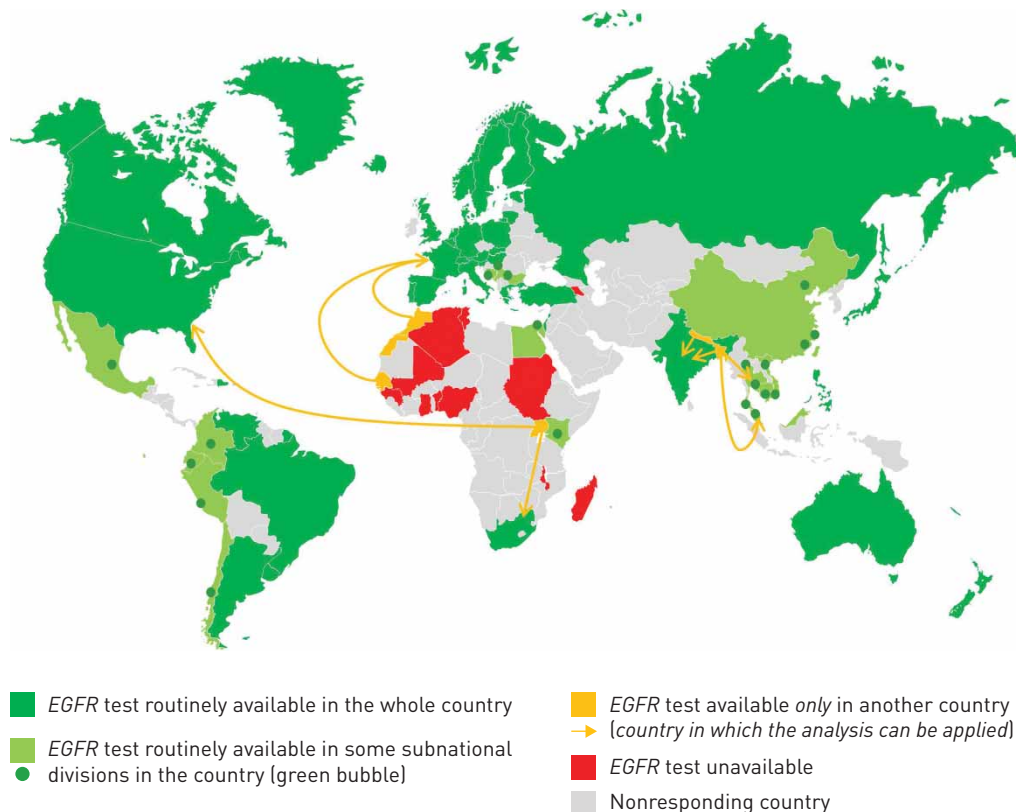 EGFR test routinely available in the whole country
EGFR test routinely available in some subnational
divisions in the country (green bubble)
EGFR test available only in another country
(country in which the analysis can be applied)
EGFR test unavailable
Nonresponding country